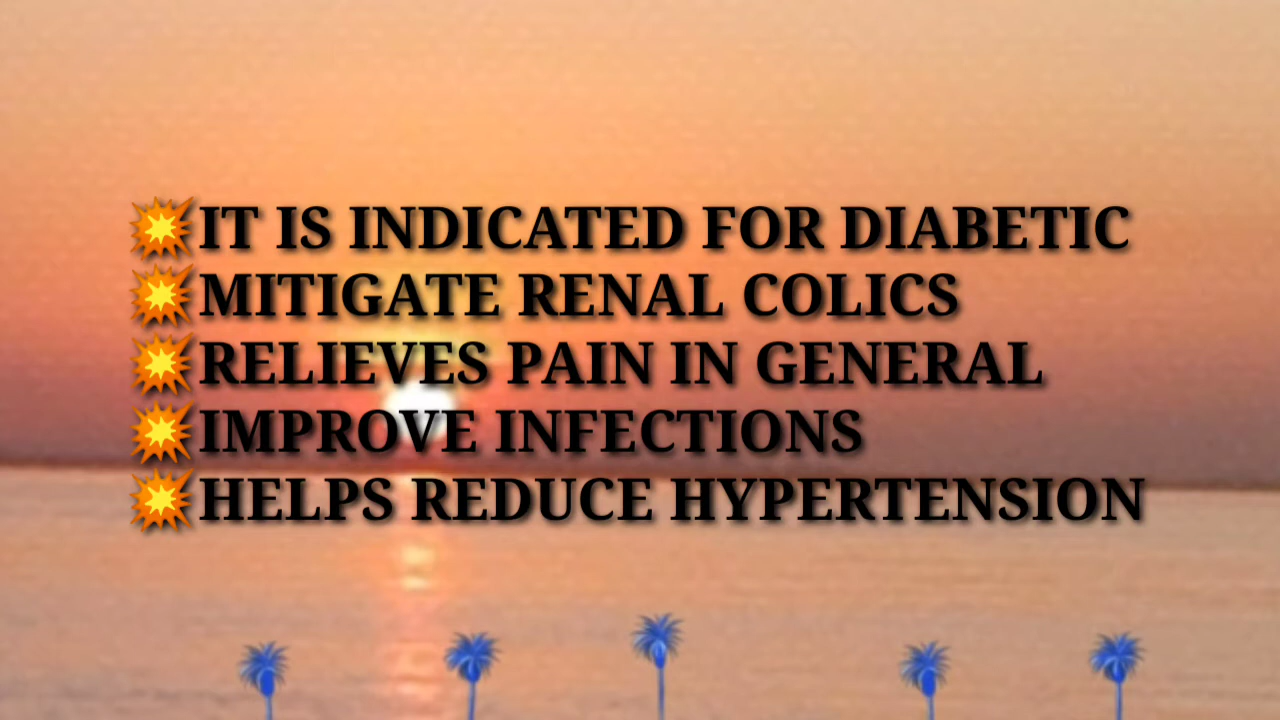 💥IT IS INDICATED FOR DIABETIC
💥MITIGATE RENAL COLICS
💥RELIEVES PAIN IN GENERAL
💥IMPROVE INFECTIONS
💥HELPS REDUCE HYPERTENSION